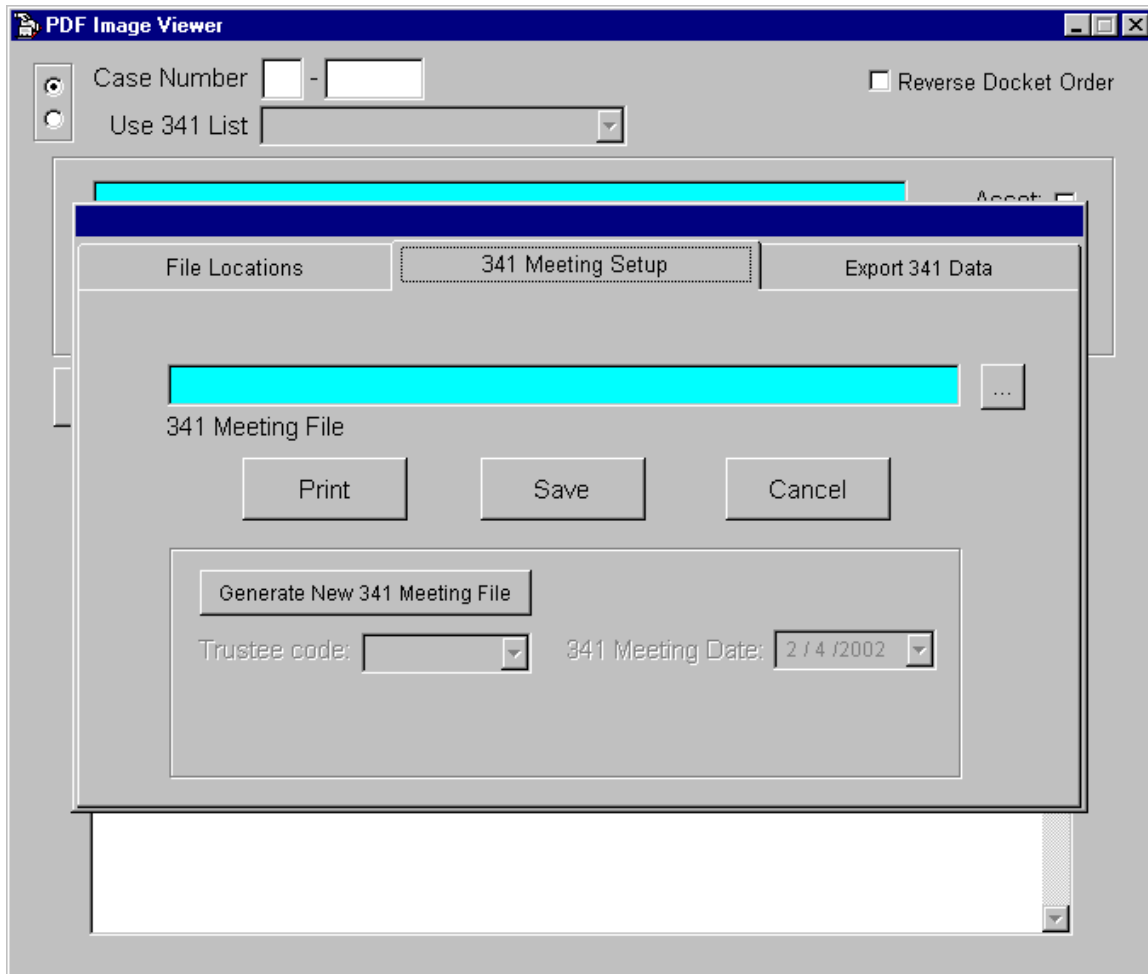 PDF Image Viewer
Case Number -
Reverse Docket Order
Use 341 List
Asset:
File Locations
341 Meeting Setup
Export 341 Data
...
341 Meeting File
Print
Save
Cancel
Generate New 341 Meeting File
Trustee code:
341 Meeting Date: 2 / 4 /2002